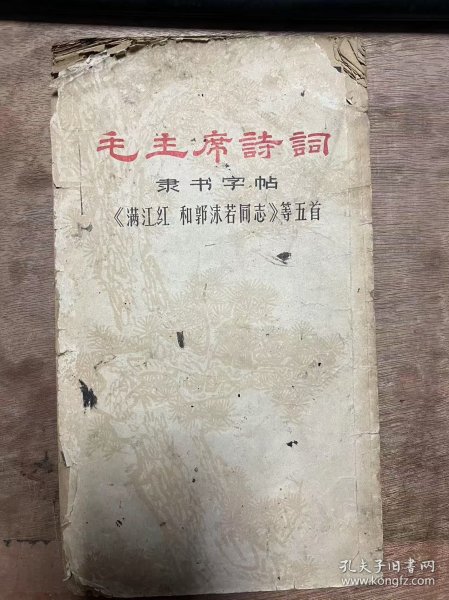 毛主席詩詞
隶书字帖
《满江红 和郭沫若同志》等五首
孔夫子旧书网
www.kongfz.com